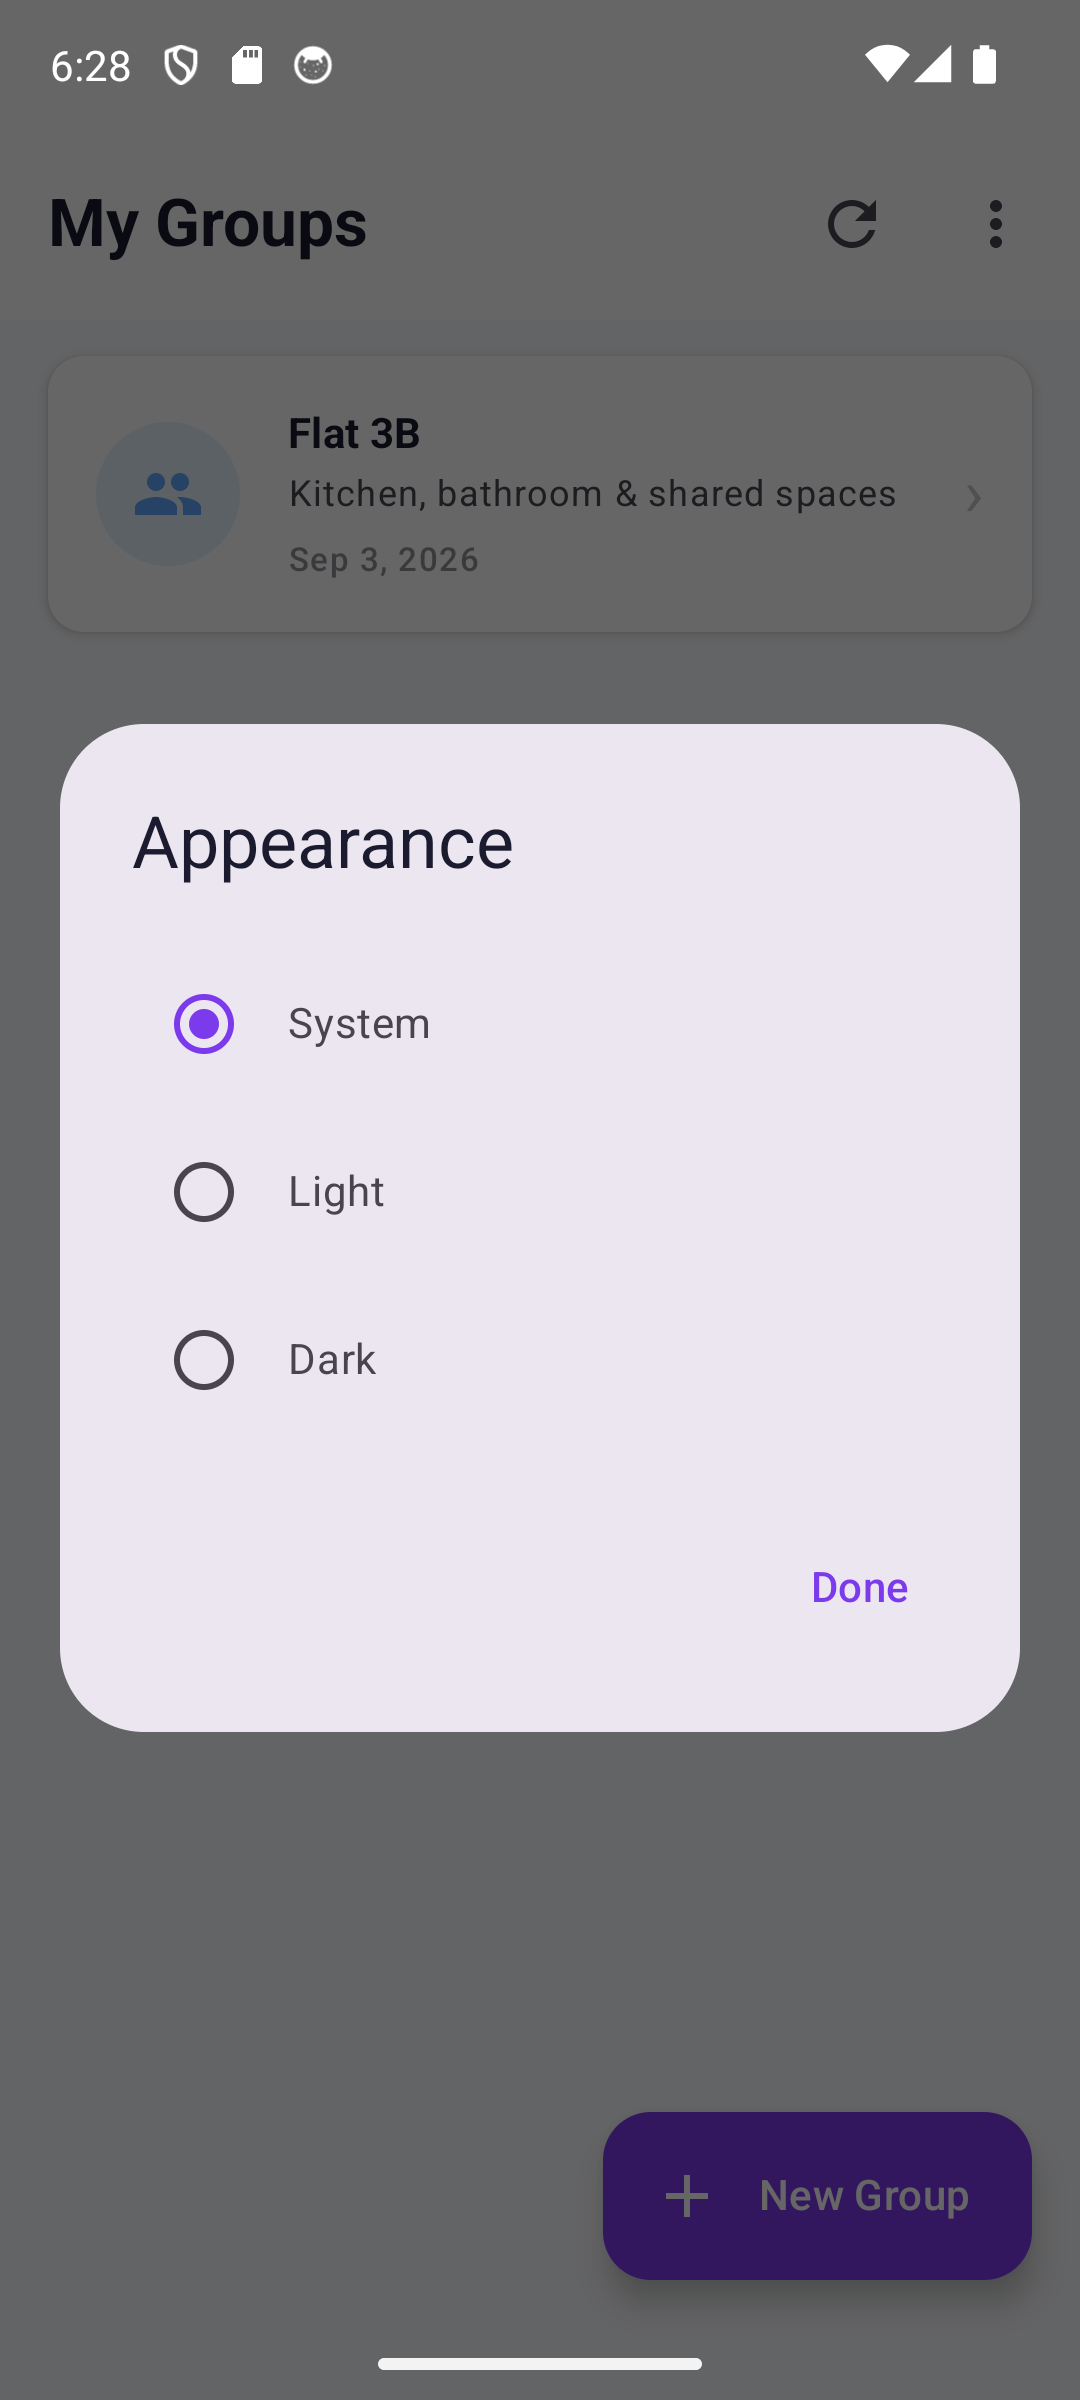 6:28
My Groups
Flat 3B
Kitchen, bathroom & shared spaces
Sep 3, 2026
Appearance
System
Light
Dark
Done
New Group